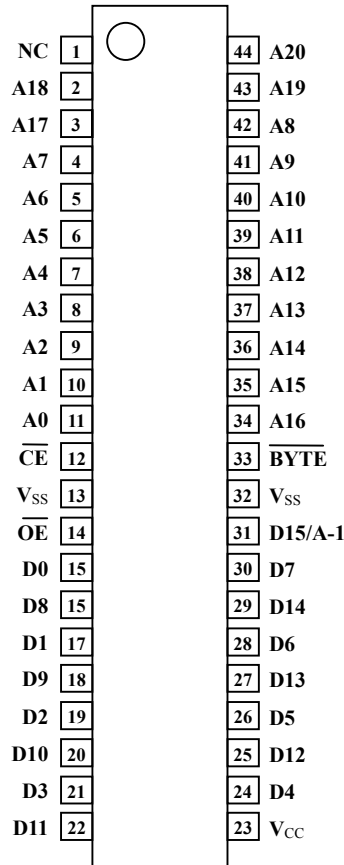 NC 1 44 A20
A18 2 43 A19
A17 3 42 A8
A7 4 41 A9
A6 5 40 A10
A5 6 39 A11
A4 7 38 A12
A3 8 37 A13
A2 9 36 A14
A1 10 35 A15
A0 11 34 A16
C̅E̅ 12 33 B̅Y̅T̅E̅
VSS 13 32 VSS
O̅E̅ 14 31 D15/A-1
D0 15 30 D7
D8 15 29 D14
D1 17 28 D6
D9 18 27 D13
D2 19 26 D5
D10 20 25 D12
D3 21 24 D4
D11 22 23 VCC